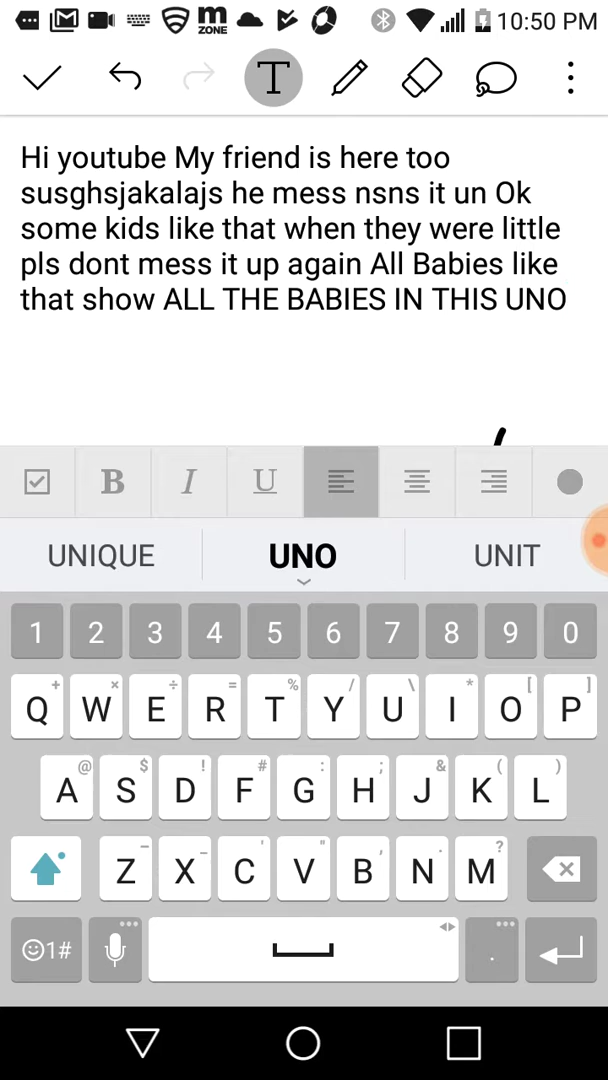 m
ZONE
10:50 PM
T
Hi youtube My friend is here too
susghsjakalajs he mess nsns it un Ok
some kids like that when they were little
pls dont mess it up again All Babies like
that show ALL THE BABIES IN THIS UNO
B I U
UNIQUE UNO UNIT
1 2 3 4 5 6 7 8 9 0
+ × ÷ = % / \ * [ ]
Q W E R T Y U I O P
@ $ ! # : ; & ( )
A S D F G H J K L
- _ ' " , . ?
Z X C V B N M
1# .